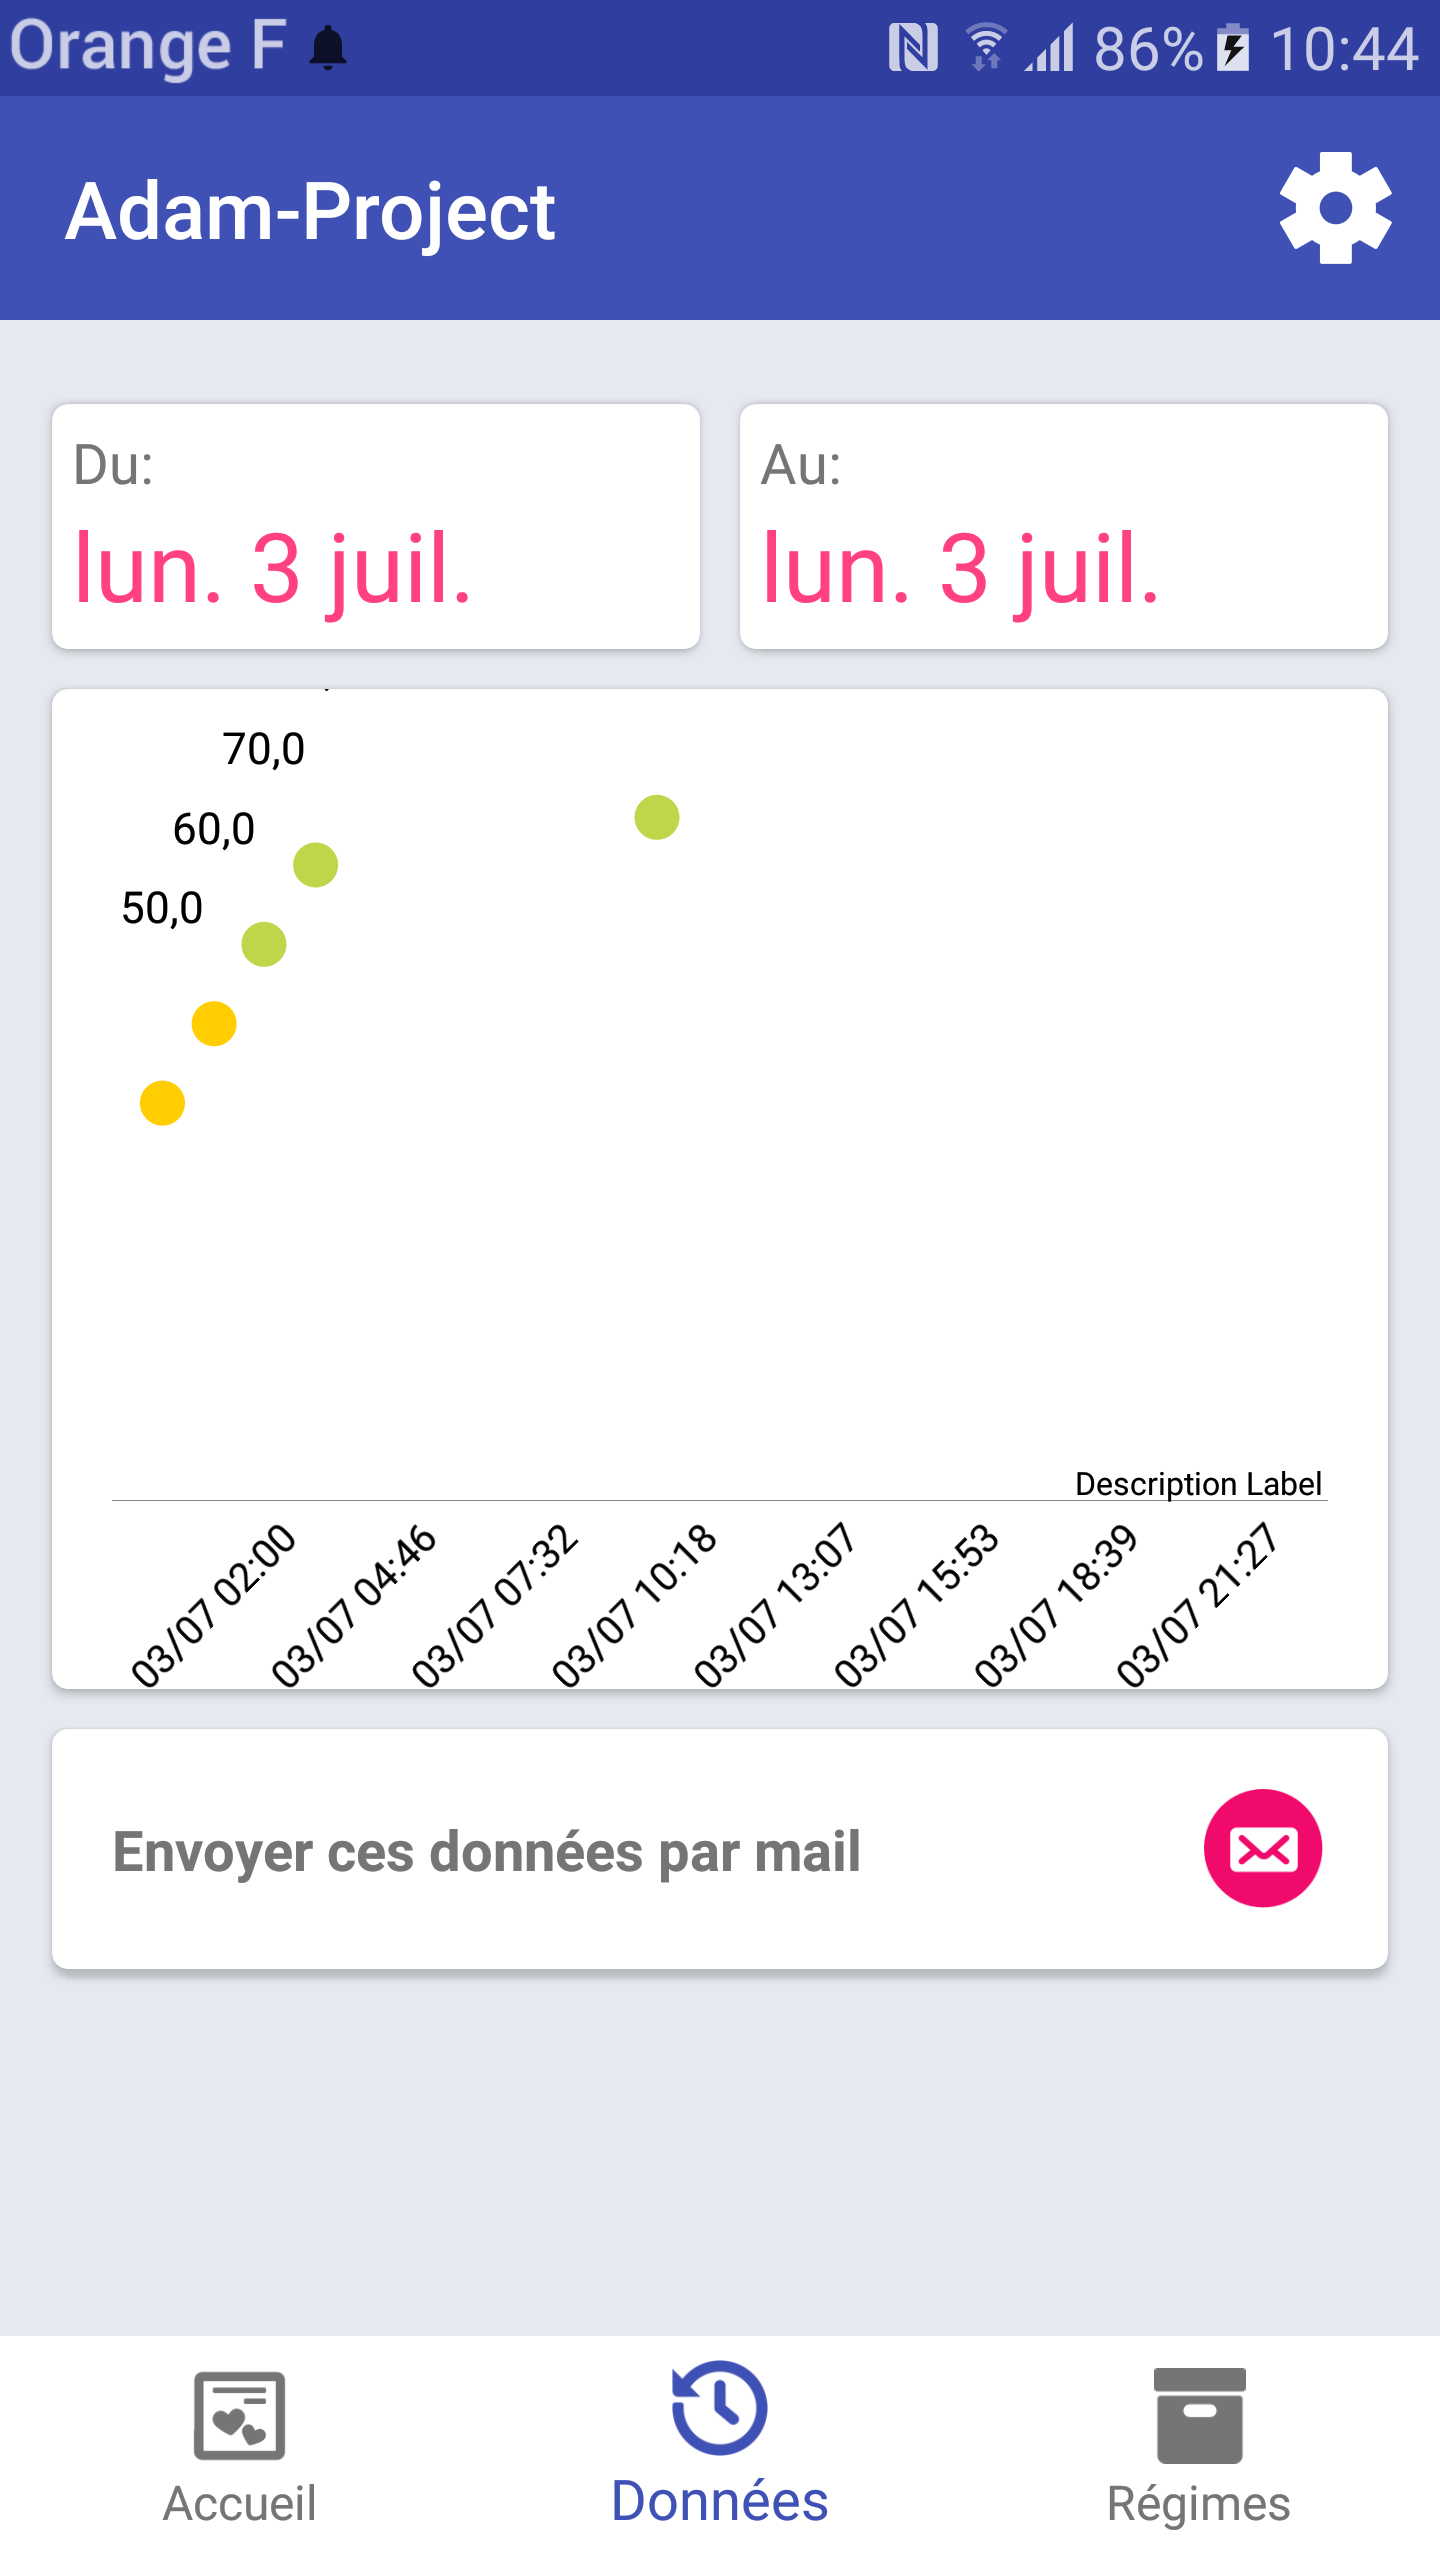 Orange F 86% 10:44
Adam-Project
Du:
lun. 3 juil.
Au:
lun. 3 juil.
70,0
60,0
50,0
Description Label
03/07 02:00
03/07 04:46
03/07 07:32
03/07 10:18
03/07 13:07
03/07 15:53
03/07 18:39
03/07 21:27
Envoyer ces données par mail
Accueil
Données
Régimes